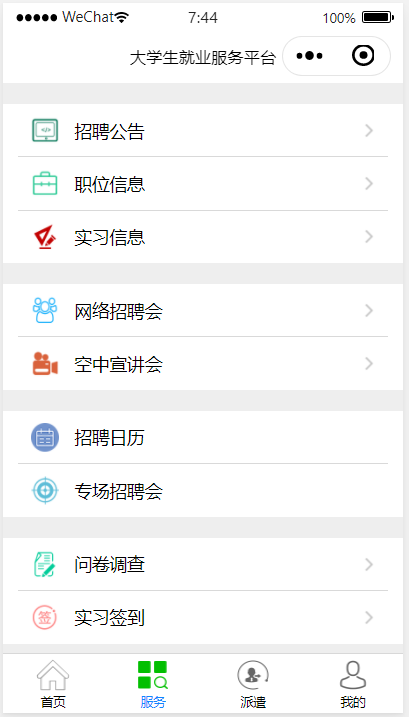 WeChat 7:44 100%
大学生就业服务平台
招聘公告
职位信息
实习信息
网络招聘会
空中宣讲会
招聘日历
专场招聘会
问卷调查
签 实习签到
首页 服务 派遣 我的